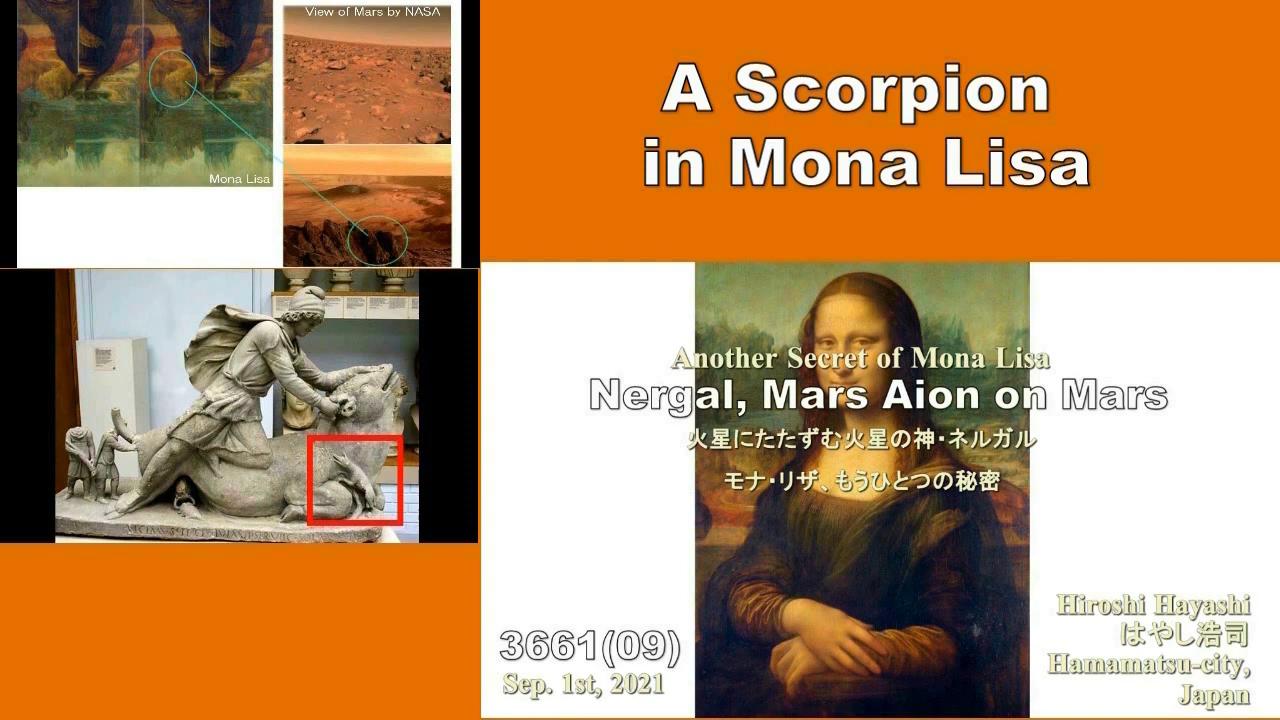 View of Mars by NASA
Mona Lisa
A Scorpion
in Mona Lisa
Another Secret of Mona Lisa
Nergal, Mars Aion on Mars
火星にたたずむ火星の神・ネルガル
モナ・リザ、もうひとつの秘密
3661(09)
Sep. 1st, 2021
Hiroshi Hayashi
はやし浩司
Hamamatsu-city,
Japan